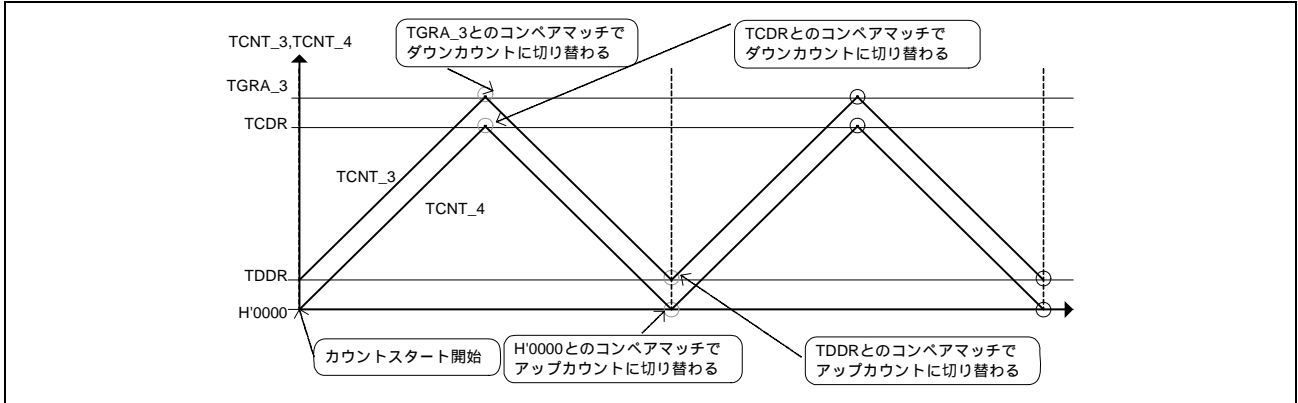 TCNT_3,TCNT_4
TGRA_3とのコンペアマッチで
ダウンカウントに切り替わる
TCDRとのコンペアマッチで
ダウンカウントに切り替わる
TGRA_3
TCDR
TCNT_3
TCNT_4
TDDR
H'0000
カウントスタート開始
H'0000とのコンペアマッチで
アップカウントに切り替わる
TDDRとのコンペアマッチで
アップカウントに切り替わる